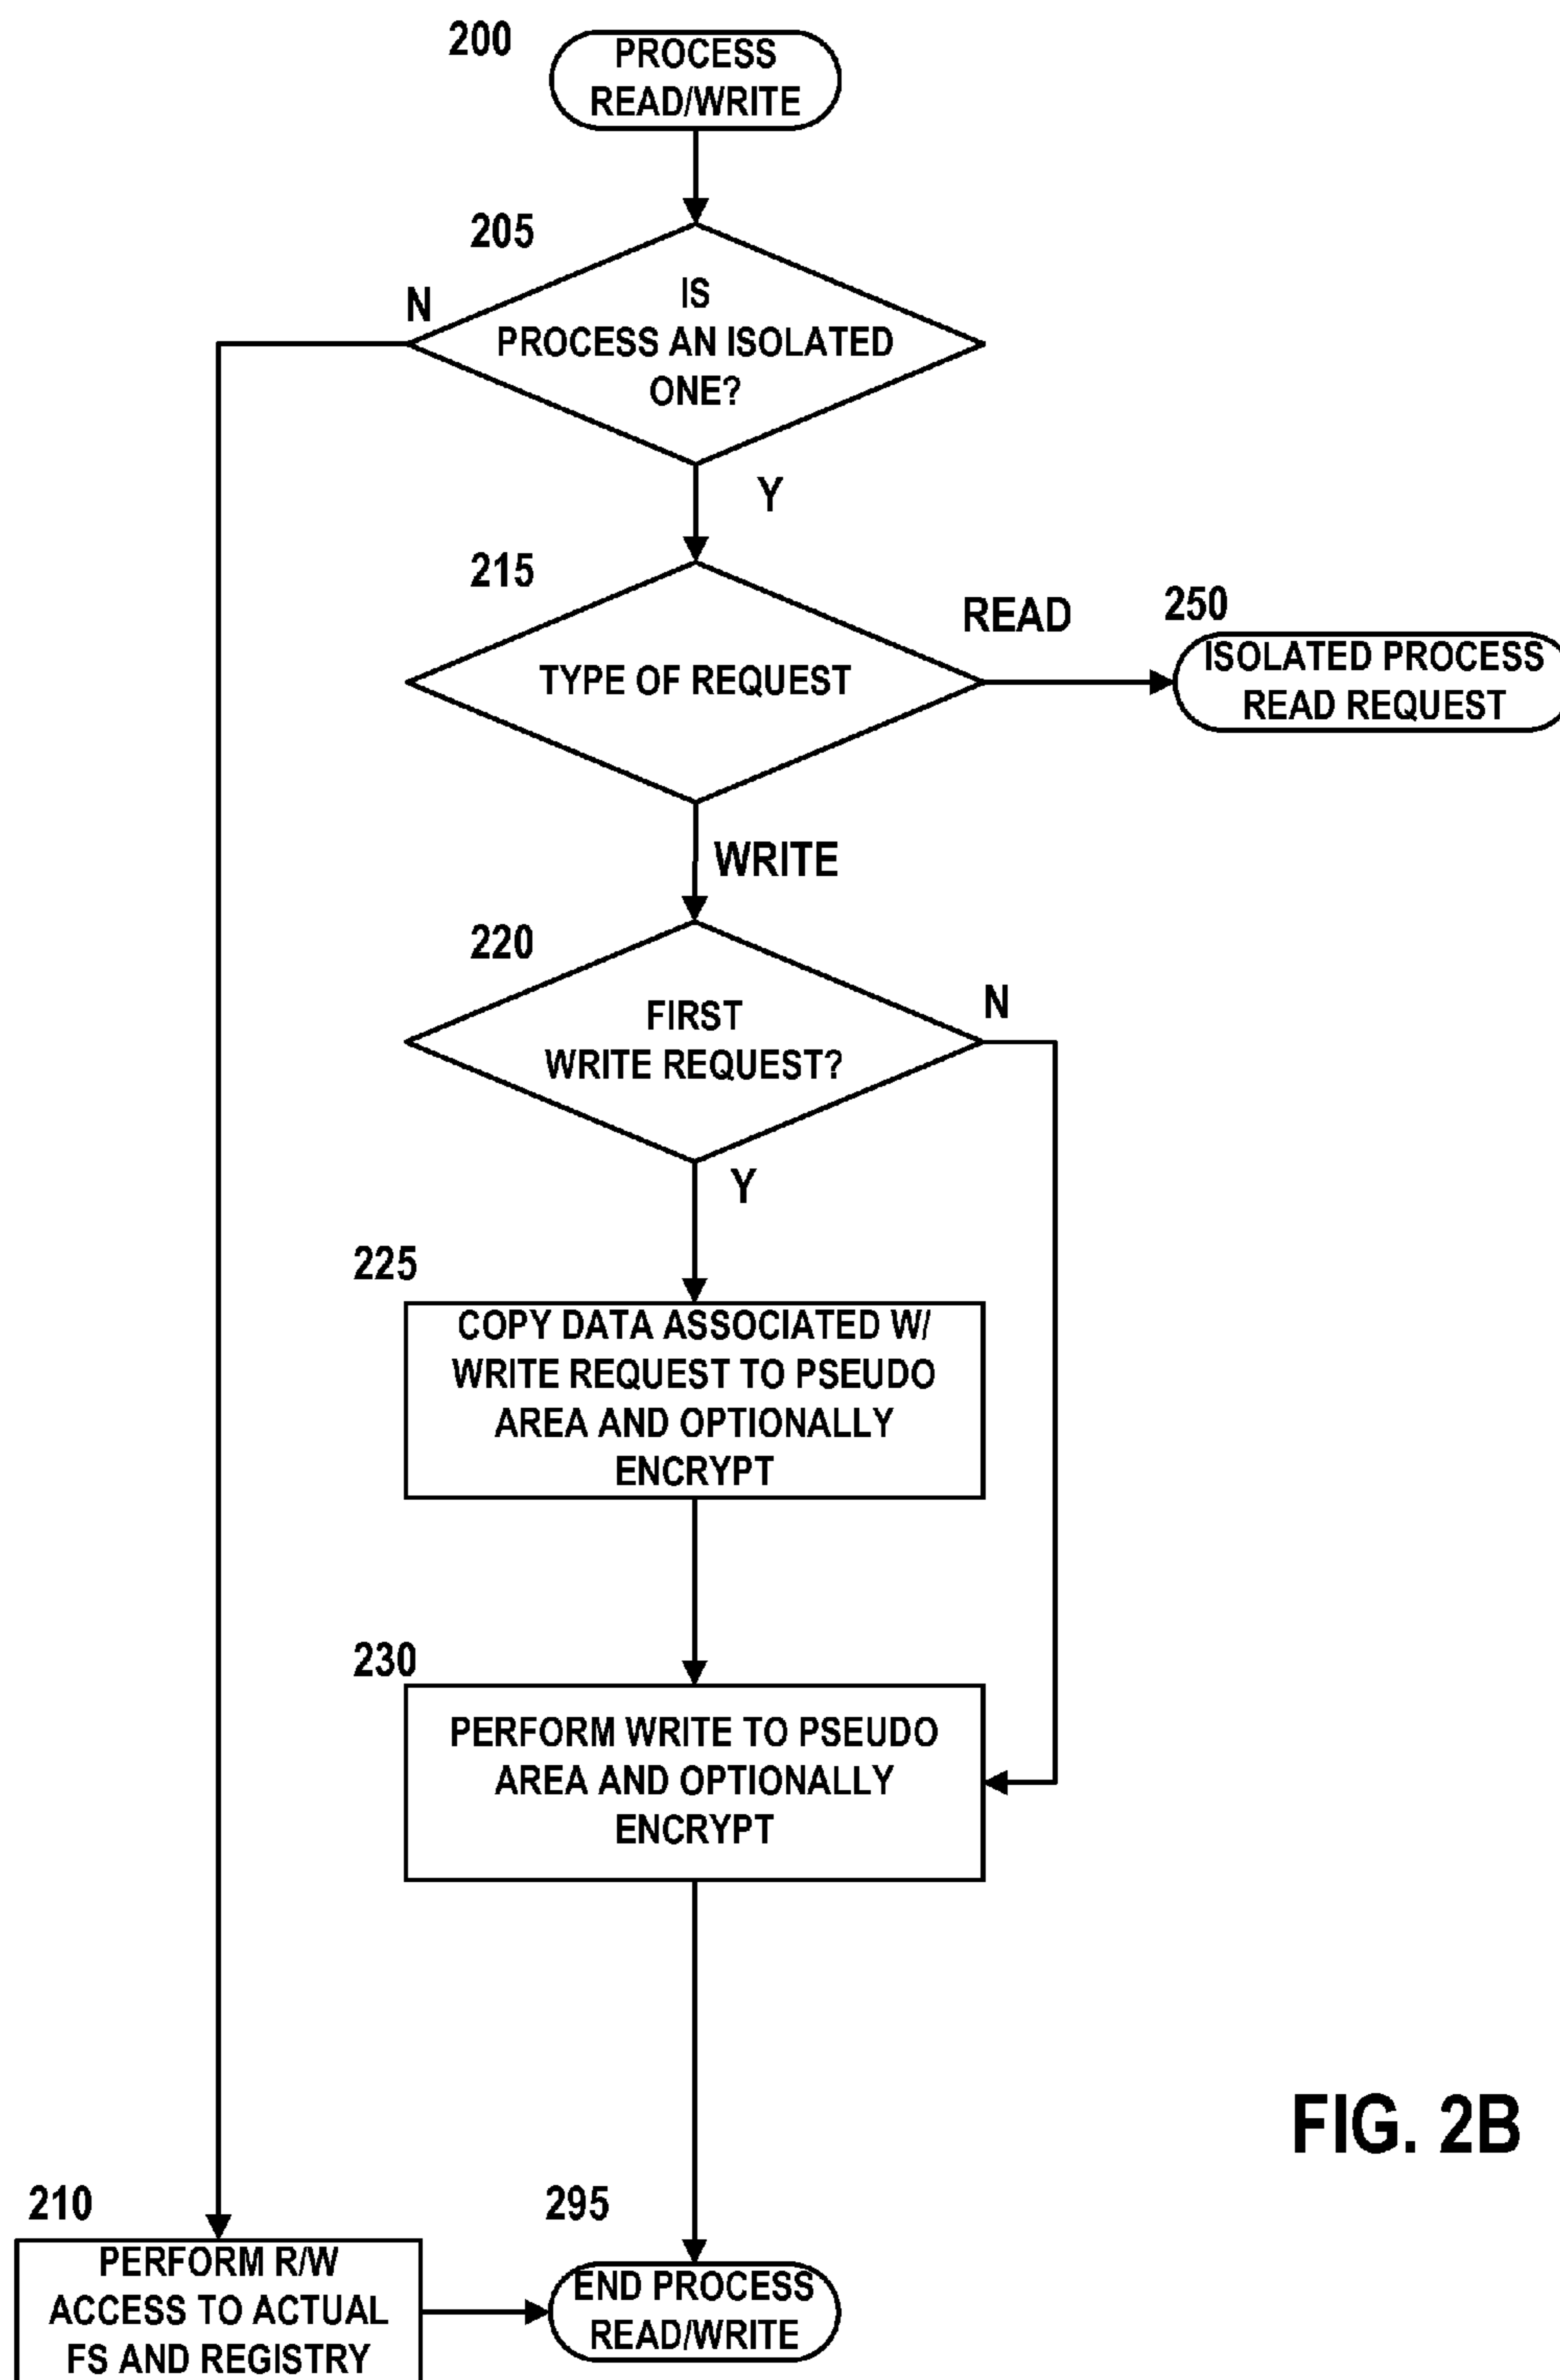 200
PROCESS
READ/WRITE
205
IS
PROCESS AN ISOLATED
ONE?
N
Y
215
TYPE OF REQUEST
READ
250
ISOLATED PROCESS
READ REQUEST
WRITE
220
FIRST
WRITE REQUEST?
N
Y
225
COPY DATA ASSOCIATED W/
WRITE REQUEST TO PSEUDO
AREA AND OPTIONALLY
ENCRYPT
230
PERFORM WRITE TO PSEUDO
AREA AND OPTIONALLY
ENCRYPT
FIG. 2B
210
PERFORM R/W
ACCESS TO ACTUAL
FS AND REGISTRY
295
END PROCESS
READ/WRITE